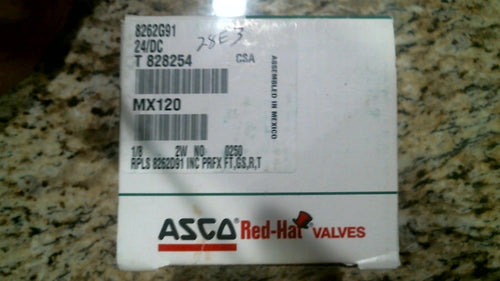 8262G91
24/DC
28E3
T 828254
CSA
ASSEMBLED IN MEXICO
MX120
1/8 2W NO 0250
RPLS 8262D91 INC PRFX FT,GS,R,T
ASCO® Red-Hat VALVES